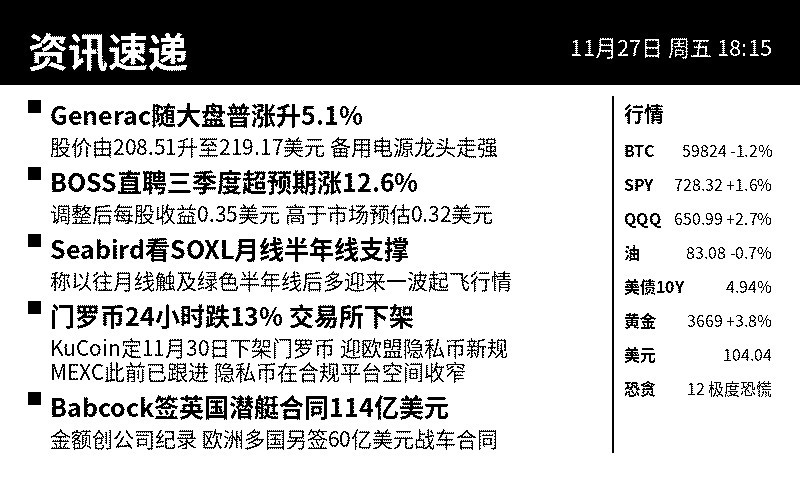 资讯速递
11月27日 周五 18:15
Generac随大盘普涨升5.1%
股价由208.51升至219.17美元 备用电源龙头走强
BOSS直聘三季度超预期涨12.6%
调整后每股收益0.35美元 高于市场预估0.32美元
Seabird看SOXL月线半年线支撑
称以往月线触及绿色半年线后多迎来一波起飞行情
门罗币24小时跌13% 交易所下架
KuCoin定11月30日下架门罗币 迎欧盟隐私币新规
MEXC此前已跟进 隐私币在合规平台空间收窄
Babcock签英国潜艇合同114亿美元
金额创公司纪录 欧洲多国另签60亿美元战车合同
行情
BTC 59824 -1.2%
SPY 728.32 +1.6%
QQQ 650.99 +2.7%
油 83.08 -0.7%
美债10Y 4.94%
黄金 3669 +3.8%
美元 104.04
恐贪 12 极度恐慌